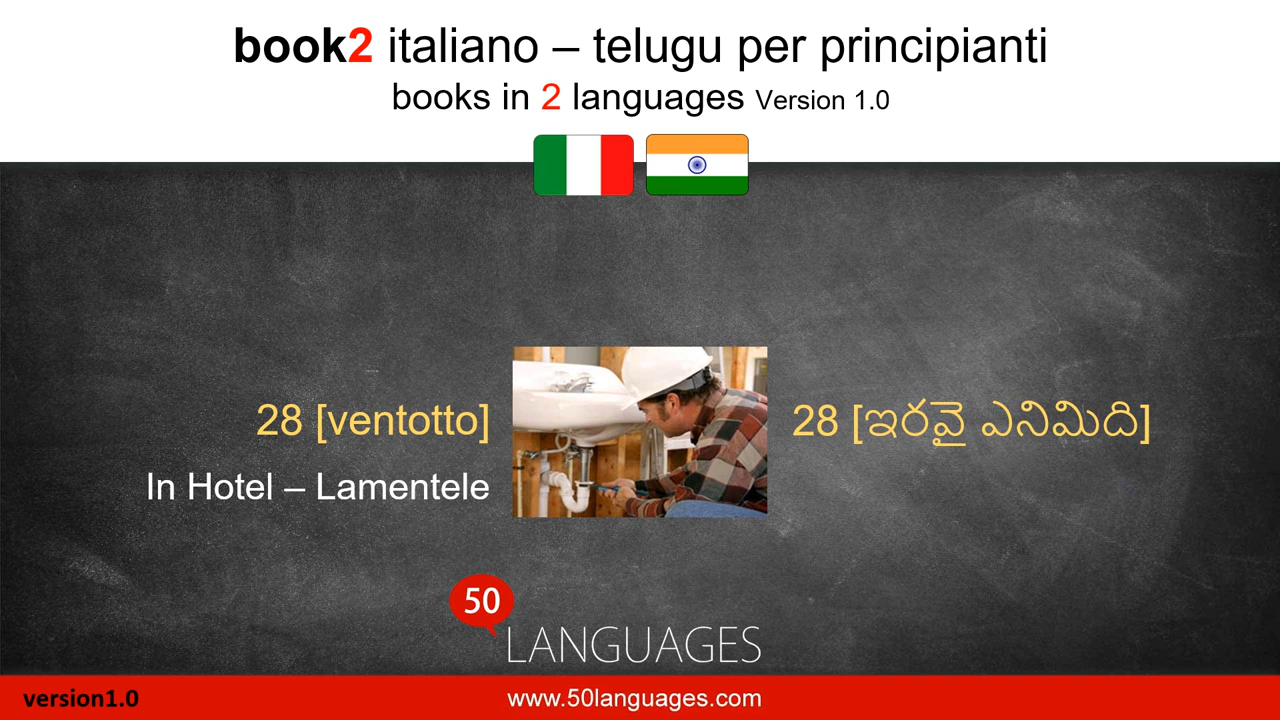 book2 italiano – telugu per principianti
books in 2 languages Version 1.0
28 [ventotto]
In Hotel – Lamentele
28 [ఇరవై ఎనిమిది]
50
LANGUAGES
version1.0
www.50languages.com